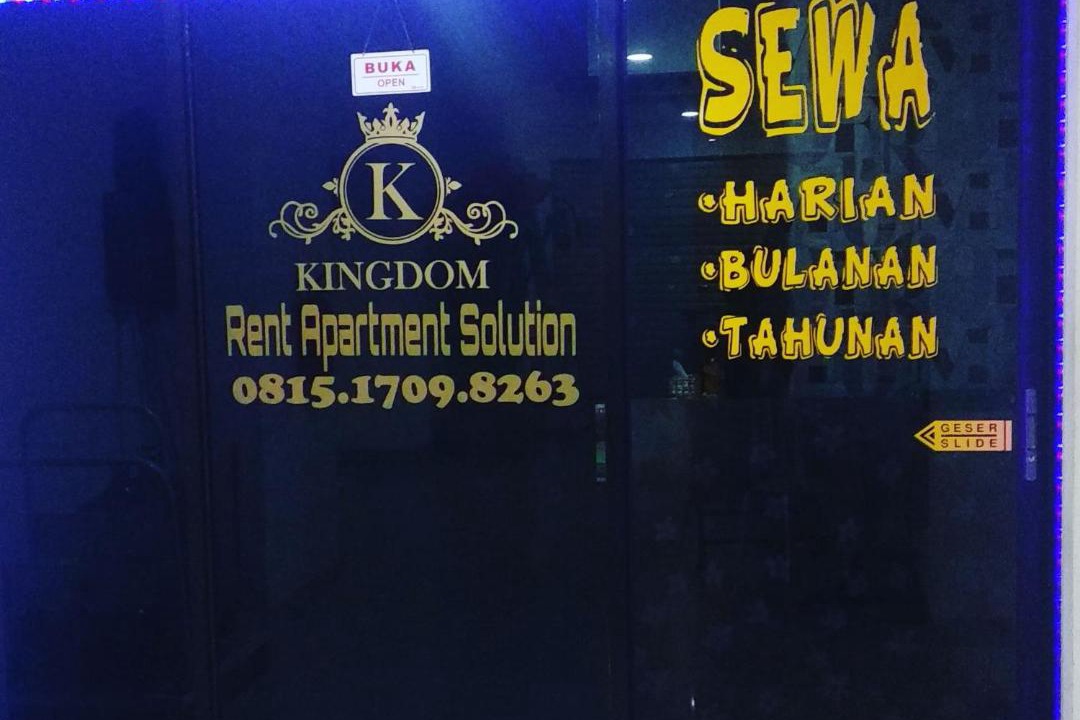 BUKA
OPEN
K
KINGDOM
Rent Apartment Solution
0815.1709.8263
SEWA
•HARIAN
•BULANAN
•TAHUNAN
GESER
SLIDE